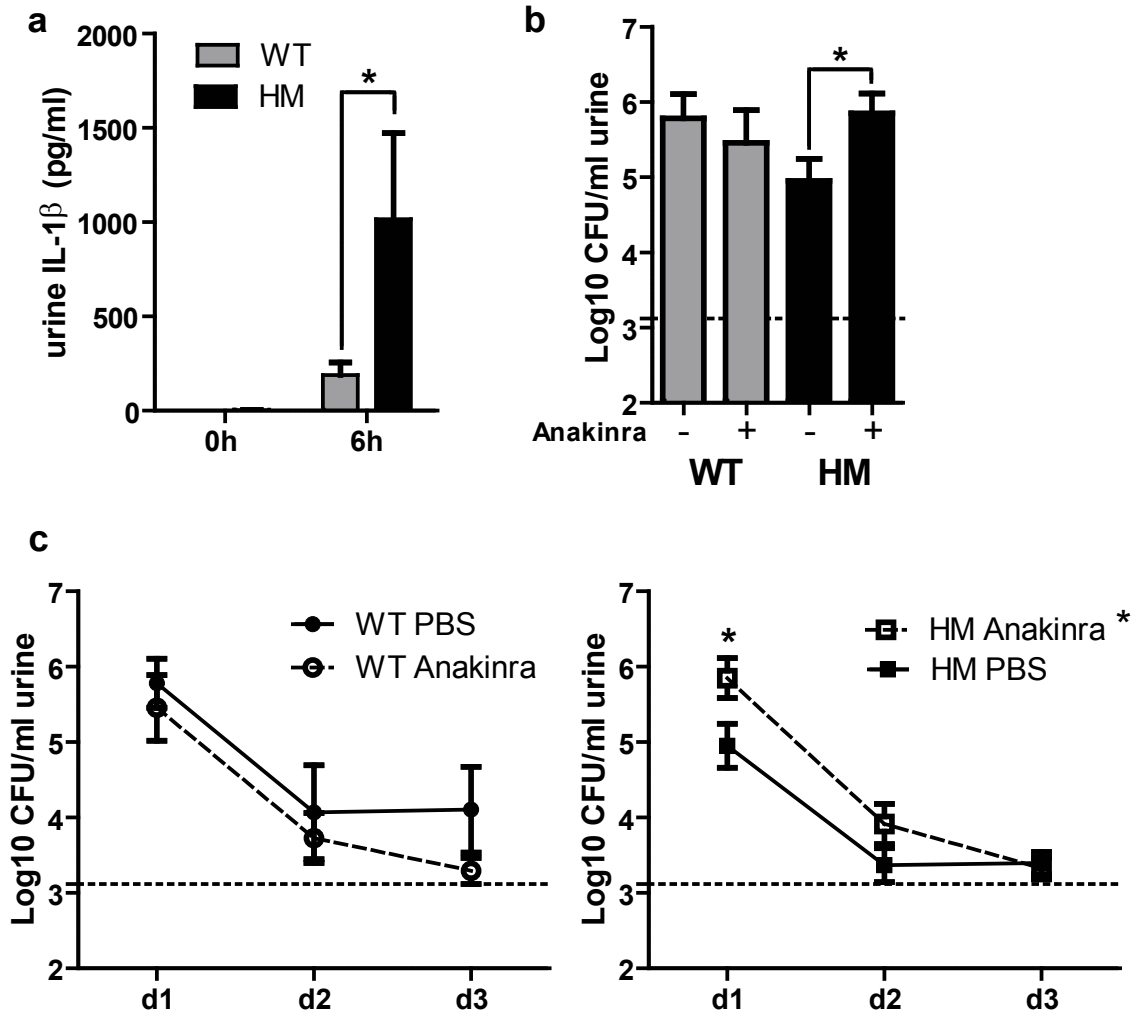 a
2000
1500
1000
500
0
urine IL-1β (pg/ml)
WT
HM
*
0h
6h
b
7
6
5
4
3
2
Log10 CFU/ml urine
*
Anakinra - + - +
WT HM
c
7
6
5
4
3
2
Log10 CFU/ml urine
WT PBS
WT Anakinra
d1 d2 d3
7
6
5
4
3
2
Log10 CFU/ml urine
*
HM Anakinra *
HM PBS
d1 d2 d3